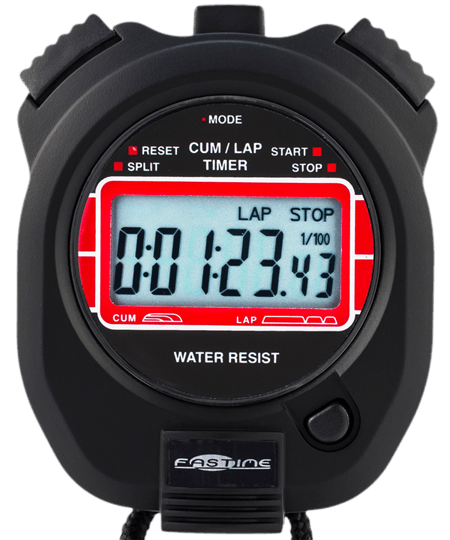 MODE
RESET CUM / LAP START
SPLIT TIMER STOP
LAP STOP
1/100
0:01:23.43
CUM LAP
WATER RESIST
FASTIME